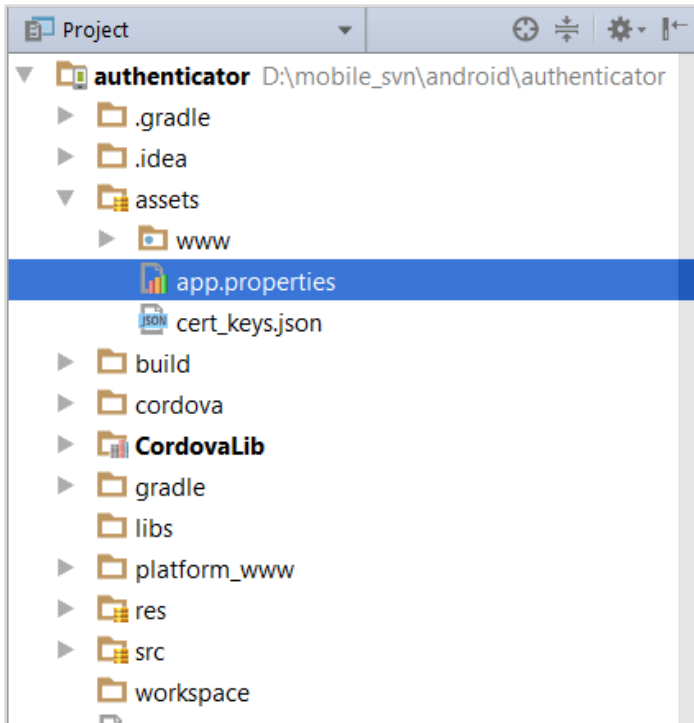 Project
authenticator D:\mobile_svn\android\authenticator
.gradle
.idea
assets
www
app.properties
JSON cert_keys.json
build
cordova
CordovaLib
gradle
libs
platform_www
res
src
workspace